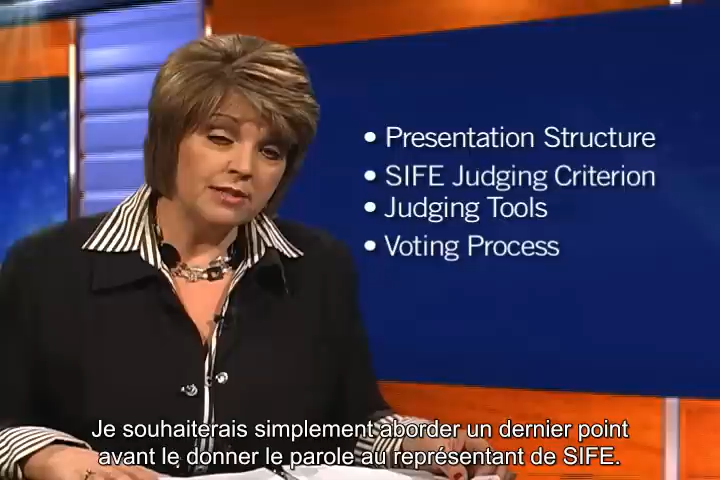 • Presentation Structure
• SIFE Judging Criterion
• Judging Tools
• Voting Process
Je souhaiterais simplement aborder un dernier point
avant le donner le parole au représentant de SIFE.